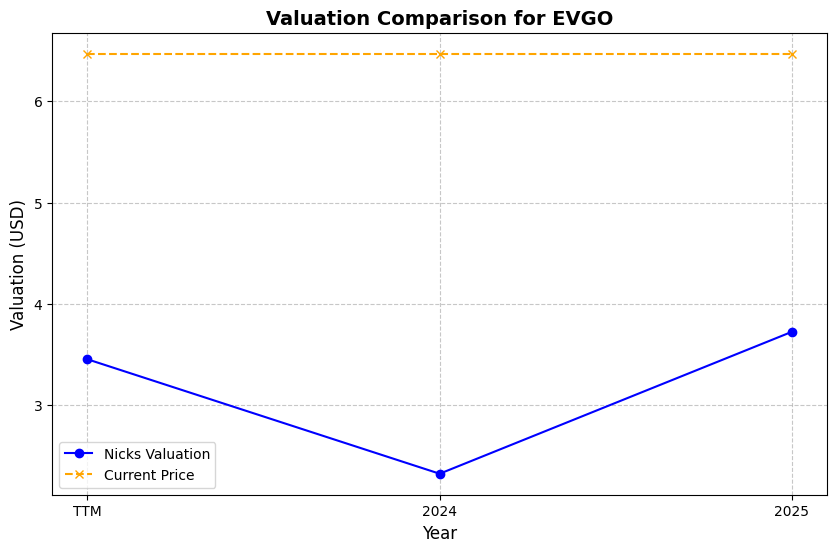 Valuation Comparison for EVGO
Valuation (USD)
6
5
4
3
Nicks Valuation
Current Price
TTM
2024
2025
Year